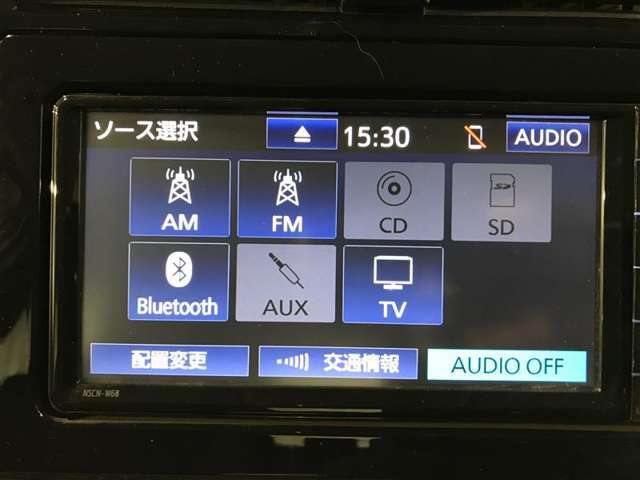 ソース選択 15:30 AUDIO
AM FM CD SD
Bluetooth AUX TV
配置変更 交通情報 AUDIO OFF
NSCN-W68